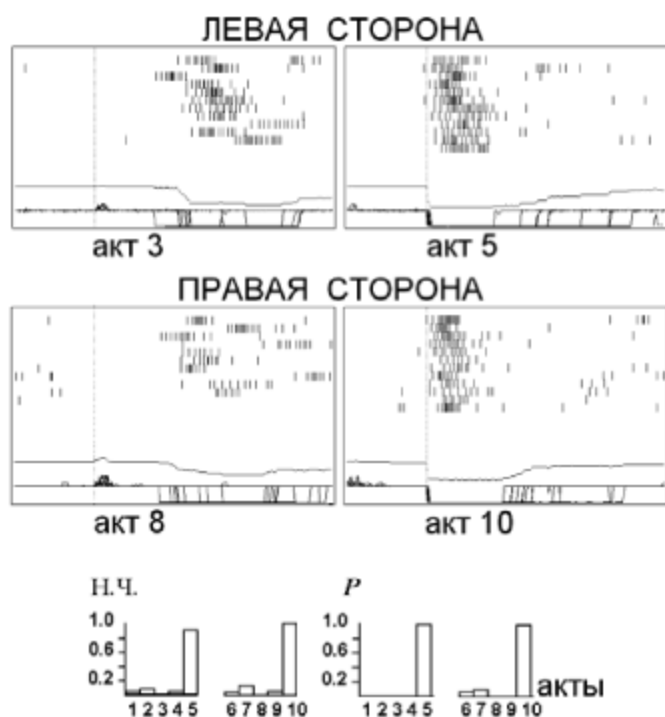 ЛЕВАЯ СТОРОНА
акт 3 акт 5
ПРАВАЯ СТОРОНА
акт 8 акт 10
Н.Ч. P
1.0 1.0
0.6 0.6
0.2 0.2
акты
1 2 3 4 5 6 7 8 9 10 1 2 3 4 5 6 7 8 9 10